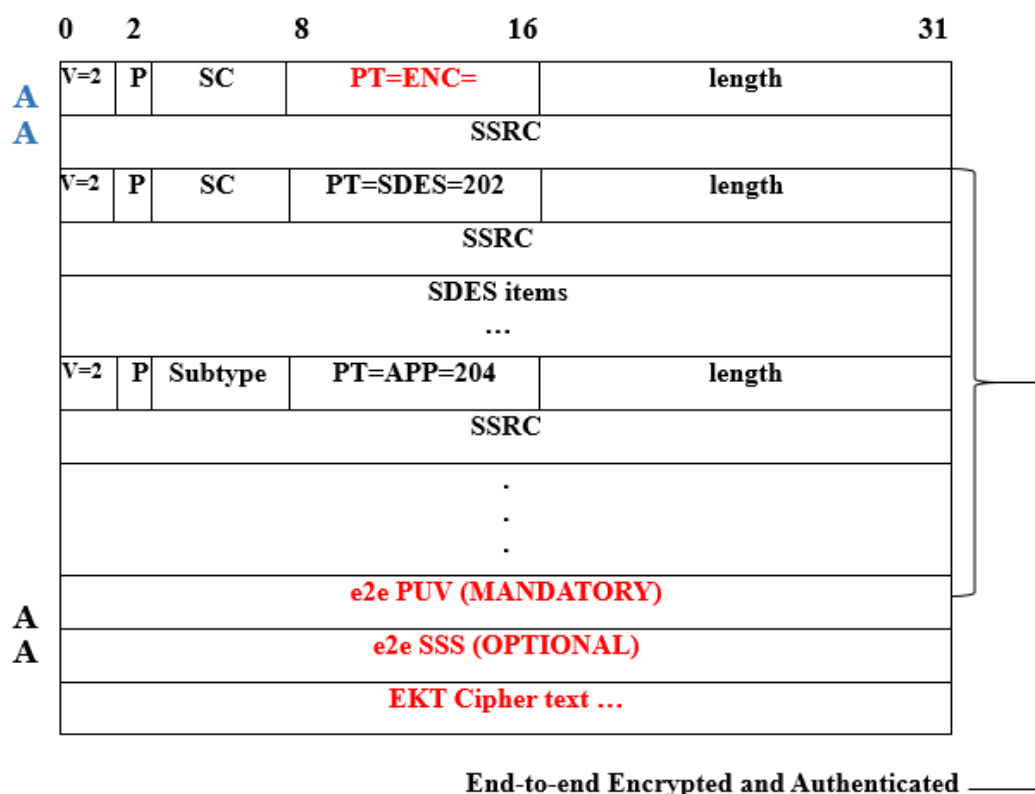 0 2 8 16 31
V=2 P SC PT=ENC= length
A
A SSRC
V=2 P SC PT=SDES=202 length
SSRC
SDES items
...
V=2 P Subtype PT=APP=204 length
SSRC
.
.
.
e2e PUV (MANDATORY)
A
A e2e SSS (OPTIONAL)
EKT Cipher text ...
End-to-end Encrypted and Authenticated